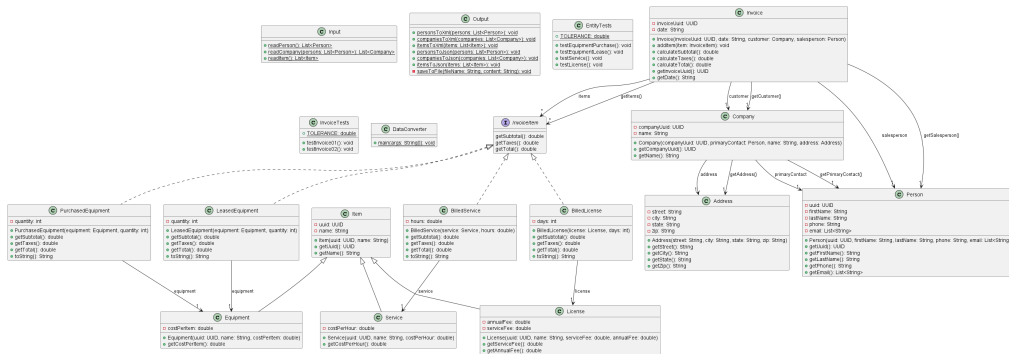 Input
readPerson(): List<Person>
readCompany(persons: List<Person>): List<Company>
readItem(): List<Item>
Output
personsToXml(persons: List<Person>): void
companiesToXml(companies: List<Company>): void
itemsToXml(items: List<Item>): void
personsToJson(persons: List<Person>): void
companiesToJson(companies: List<Company>): void
itemsToJson(items: List<Item>): void
saveToFile(fileName: String, content: String): void
EntityTests
TOLERANCE: double
testEquipmentPurchase(): void
testEquipmentLease(): void
testService(): void
testLicense(): void
Invoice
invoiceUuid: UUID
date: String
Invoice(invoiceUuid: UUID, date: String, customer: Company, salesperson: Person)
addItem(item: InvoiceItem): void
calculateSubtotal(): double
calculateTaxes(): double
calculateTotal(): double
getInvoiceUuid(): UUID
getDate(): String
items
getItems()
customer
getCustomer()
salesperson
getSalesperson()
InvoiceTests
TOLERANCE: double
testInvoice01(): void
testInvoice02(): void
DataConverter
main(args: String[]): void
InvoiceItem
getSubtotal(): double
getTaxes(): double
getTotal(): double
Company
companyUuid: UUID
name: String
Company(companyUuid: UUID, primaryContact: Person, name: String, address: Address)
getCompanyUuid(): UUID
getName(): String
address
getAddress()
primaryContact
getPrimaryContact()
PurchasedEquipment
quantity: int
PurchasedEquipment(equipment: Equipment, quantity: int)
getSubtotal(): double
getTaxes(): double
getTotal(): double
toString(): String
LeasedEquipment
quantity: int
LeasedEquipment(equipment: Equipment, quantity: int)
getSubtotal(): double
getTaxes(): double
getTotal(): double
toString(): String
Item
uuid: UUID
name: String
Item(uuid: UUID, name: String)
getUuid(): UUID
getName(): String
BilledService
hours: double
BilledService(service: Service, hours: double)
getSubtotal(): double
getTaxes(): double
getTotal(): double
toString(): String
BilledLicense
days: int
BilledLicense(license: License, days: int)
getSubtotal(): double
getTaxes(): double
getTotal(): double
toString(): String
Address
street: String
city: String
state: String
zip: String
Address(street: String, city: String, state: String, zip: String)
getStreet(): String
getCity(): String
getState(): String
getZip(): String
Person
uuid: UUID
firstName: String
lastName: String
phone: String
email: List<String>
Person(uuid: UUID, firstName: String, lastName: String, phone: String, email: List<String
getUuid(): UUID
getFirstName(): String
getLastName(): String
getPhone(): String
getEmail(): List<String>
equipment
equipment
service
license
1
1
1
1
Equipment
costPerItem: double
Equipment(uuid: UUID, name: String, costPerItem: double)
getCostPerItem(): double
Service
costPerHour: double
Service(uuid: UUID, name: String, costPerHour: double)
getCostPerHour(): double
License
annualFee: double
serviceFee: double
License(uuid: UUID, name: String, serviceFee: double, annualFee: double)
getServiceFee(): double
getAnnualFee(): double